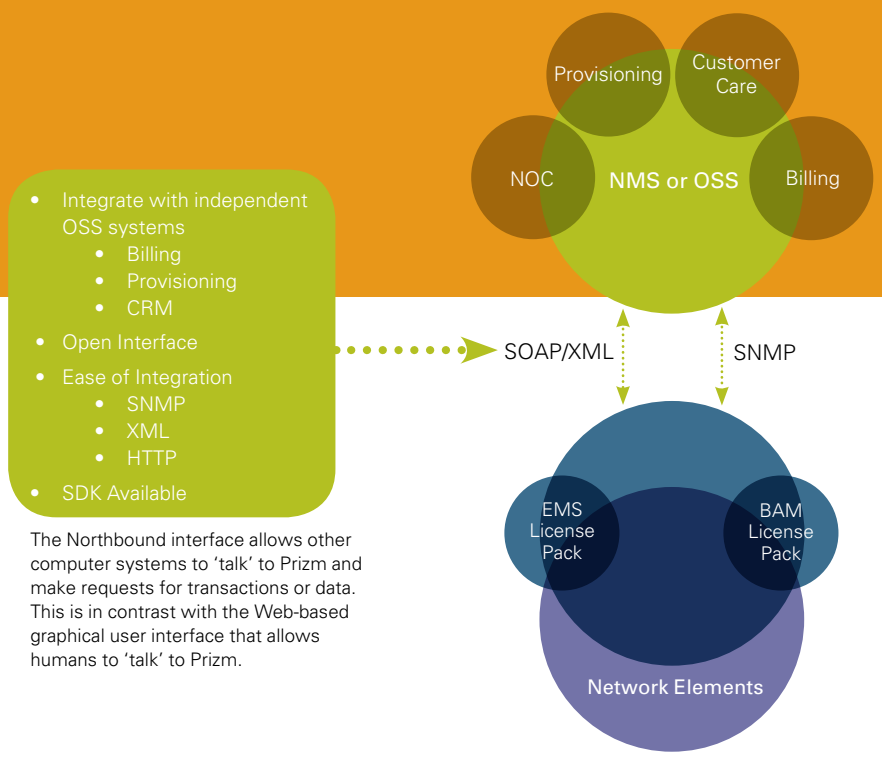 • Integrate with independent
OSS systems
• Billing
• Provisioning
• CRM
• Open Interface
• Ease of Integration
• SNMP
• XML
• HTTP
• SDK Available
The Northbound interface allows other
computer systems to ‘talk’ to Prizm and
make requests for transactions or data.
This is in contrast with the Web-based
graphical user interface that allows
humans to ‘talk’ to Prizm.
Provisioning
Customer
Care
NOC
NMS or OSS
Billing
SOAP/XML
SNMP
EMS
License
Pack
BAM
License
Pack
Network Elements